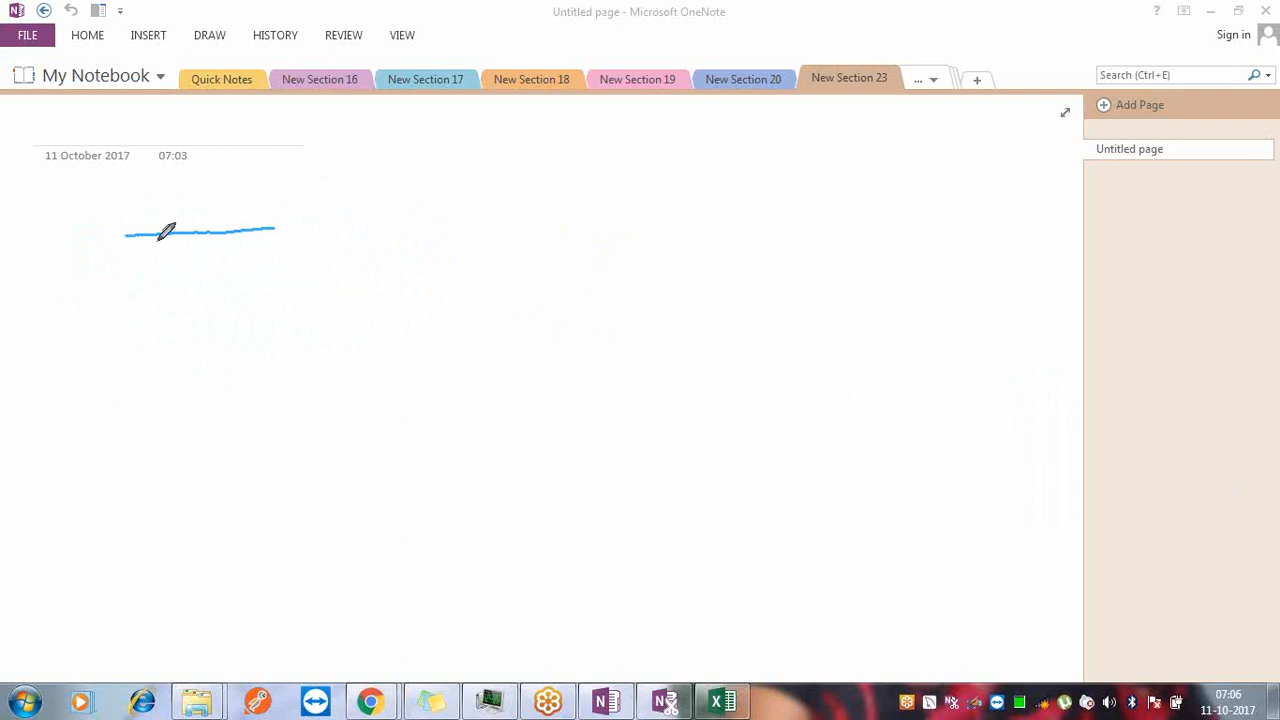 Untitled page - Microsoft OneNote
?
FILE HOME INSERT DRAW HISTORY REVIEW VIEW
Sign in
My Notebook Quick Notes New Section 16 New Section 17 New Section 18 New Section 19 New Section 20 New Section 23 ... +
Search (Ctrl+E)
Add Page
Untitled page
11 October 2017 07:03
07:06
11-10-2017